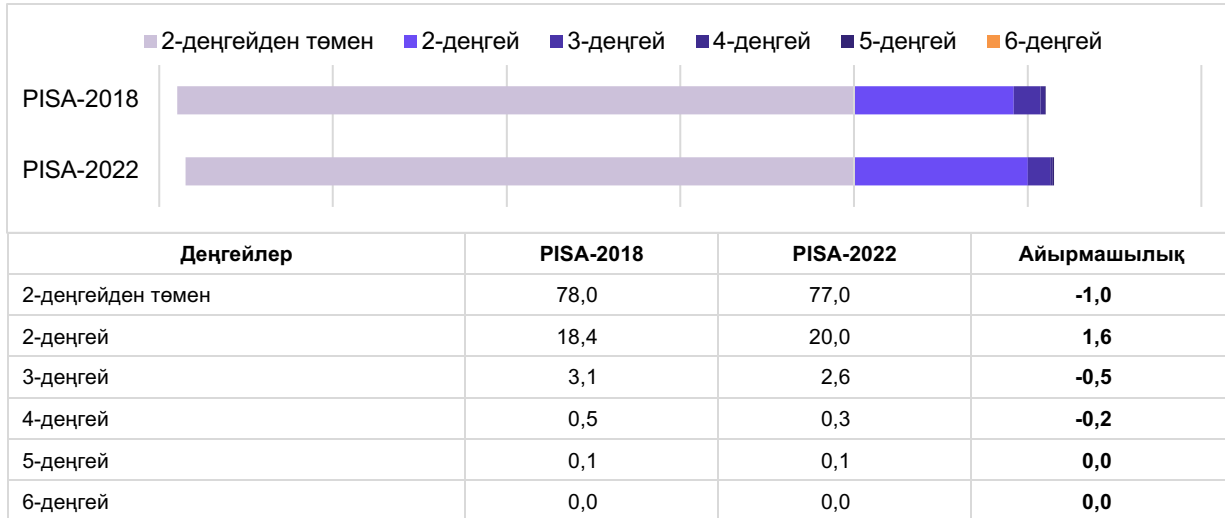 2-деңгейден төмен 2-деңгей 3-деңгей 4-деңгей 5-деңгей 6-деңгей
PISA-2018
PISA-2022
Деңгейлер PISA-2018 PISA-2022 Айырмашылық
2-деңгейден төмен 78,0 77,0 -1,0
2-деңгей 18,4 20,0 1,6
3-деңгей 3,1 2,6 -0,5
4-деңгей 0,5 0,3 -0,2
5-деңгей 0,1 0,1 0,0
6-деңгей 0,0 0,0 0,0